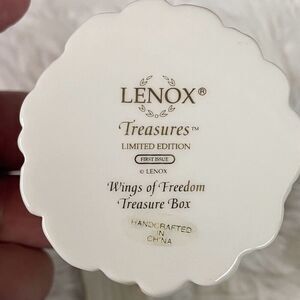 LENOX®
Treasures™
LIMITED EDITION
FIRST ISSUE
© LENOX
Wings of Freedom
Treasure Box
HANDCRAFTED
IN
CHINA